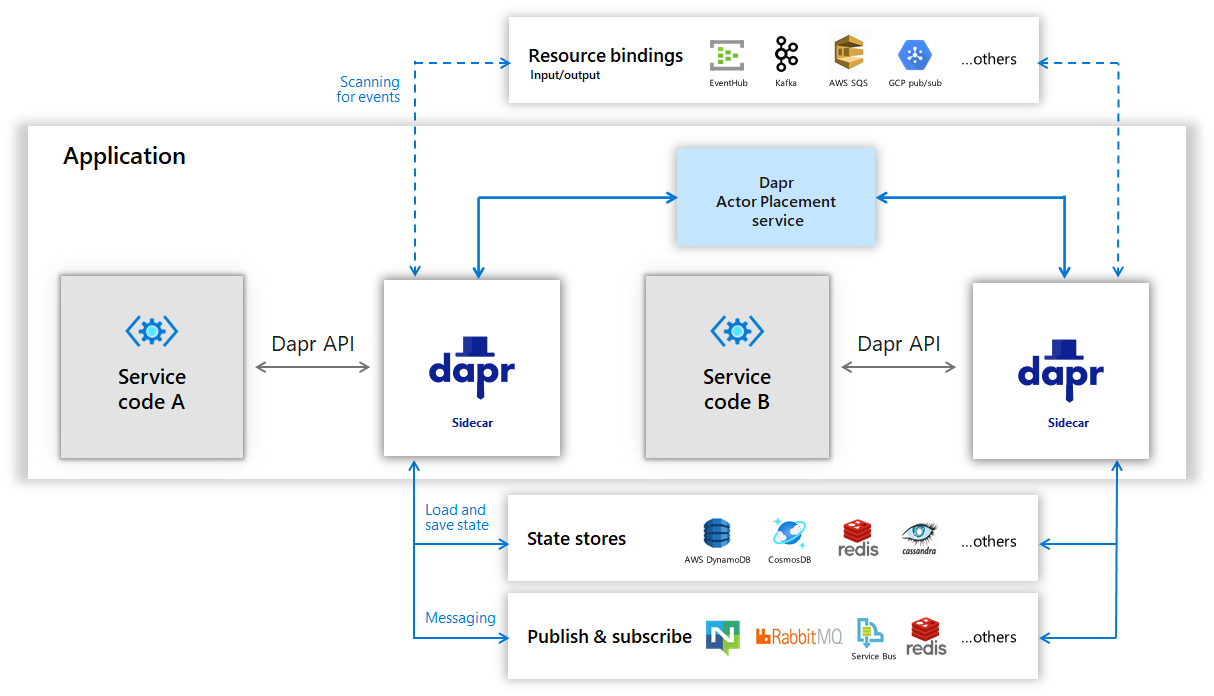 Resource bindings
Input/output
EventHub
Kafka
AWS SQS
GCP pub/sub
...others
Scanning
for events
Application
Dapr
Actor Placement
service
Service
code A
Dapr API
dapr
Sidecar
Service
code B
Dapr API
dapr
Sidecar
Load and
save state
State stores
AWS DynamoDB
CosmosDB
redis
cassandra
...others
Messaging
Publish & subscribe
N
RabbitMQ
Service Bus
redis
...others